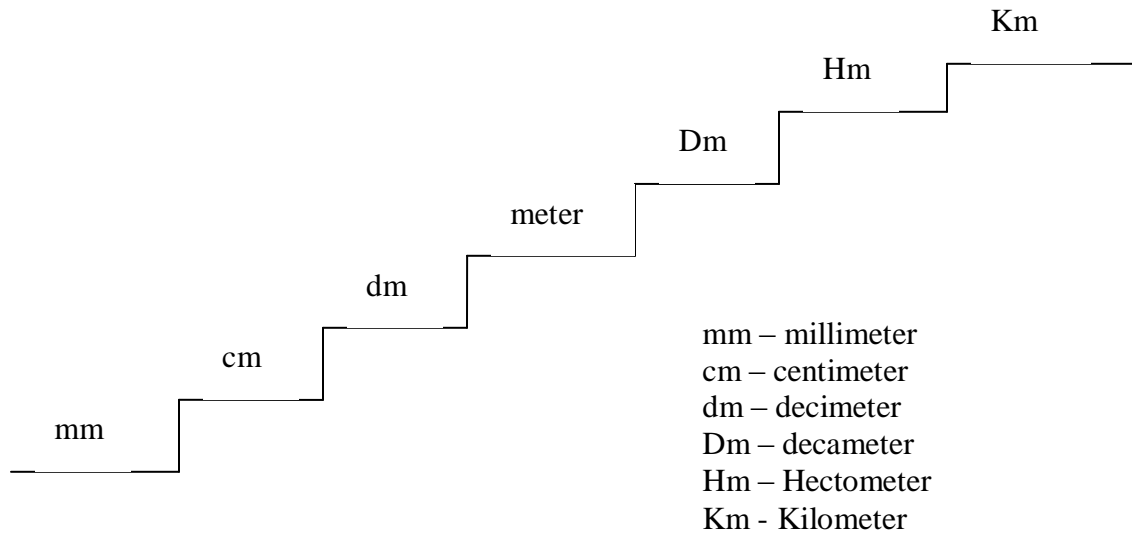 Km
Hm
Dm
meter
dm
cm
mm
mm – millimeter
cm – centimeter
dm – decimeter
Dm – decameter
Hm – Hectometer
Km - Kilometer